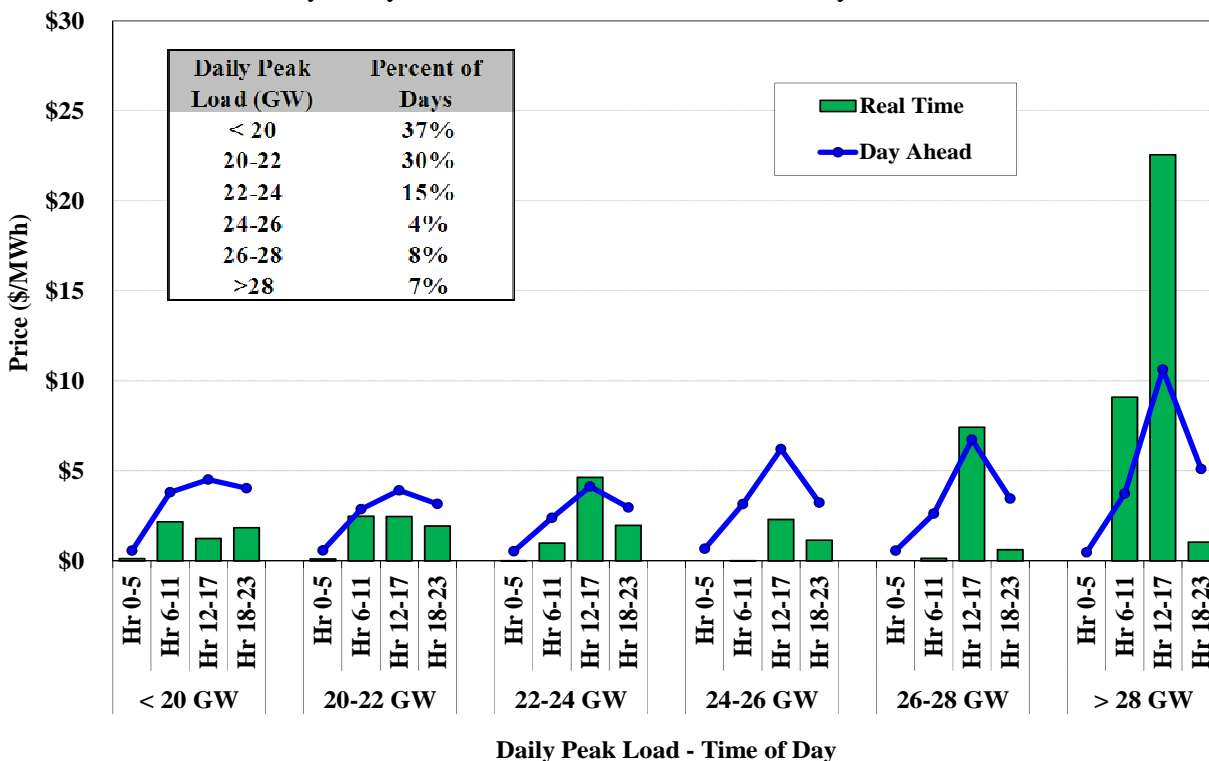 $30
$25
$20
$15
$10
$5
$0
Price ($/MWh)
Daily Peak Load (GW) Percent of Days
< 20 37%
20-22 30%
22-24 15%
24-26 4%
26-28 8%
>28 7%
Real Time
Day Ahead
Hr 0-5 Hr 6-11 Hr 12-17 Hr 18-23 Hr 0-5 Hr 6-11 Hr 12-17 Hr 18-23 Hr 0-5 Hr 6-11 Hr 12-17 Hr 18-23 Hr 0-5 Hr 6-11 Hr 12-17 Hr 18-23 Hr 0-5 Hr 6-11 Hr 12-17 Hr 18-23 Hr 0-5 Hr 6-11 Hr 12-17 Hr 18-23
< 20 GW 20-22 GW 22-24 GW 24-26 GW 26-28 GW > 28 GW
Daily Peak Load - Time of Day